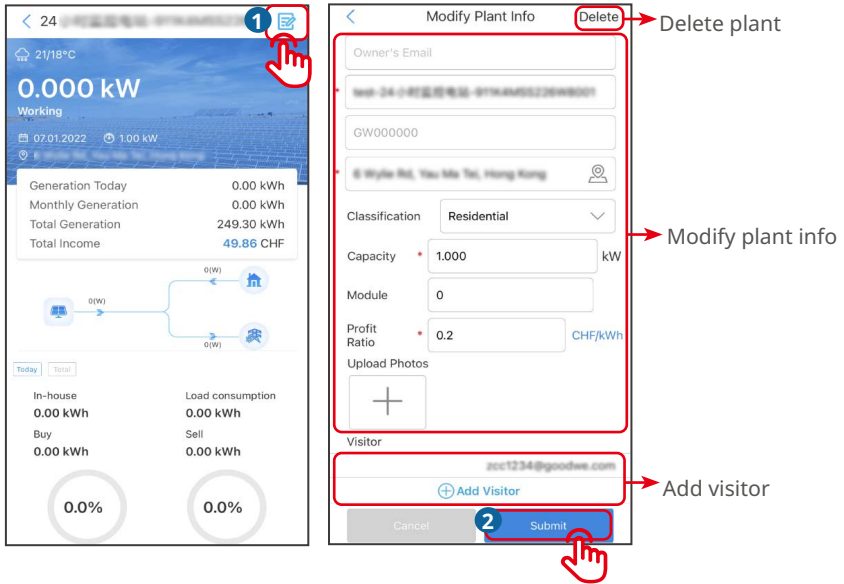 24
1
21/18°C
0.000 kW
Working
07.01.2022 1.00 kW
Generation Today 0.00 kWh
Monthly Generation 0.00 kWh
Total Generation 249.30 kWh
Total Income 49.86 CHF
0(W)
0(W)
0(W)
Today Total
In-house Load consumption
0.00 kWh 0.00 kWh
Buy Sell
0.00 kWh 0.00 kWh
0.0% 0.0%
Modify Plant Info Delete
Delete plant
Owner's Email
GW000000
6 Wylie Rd, Yau Ma Tei, Hong Kong
Classification Residential
Modify plant info
Capacity * 1.000 kW
Module 0
Profit
Ratio * 0.2 CHF/kWh
Upload Photos
Visitor
zcc1234@goodwe.com
Add Visitor
Add visitor
Cancel 2 Submit